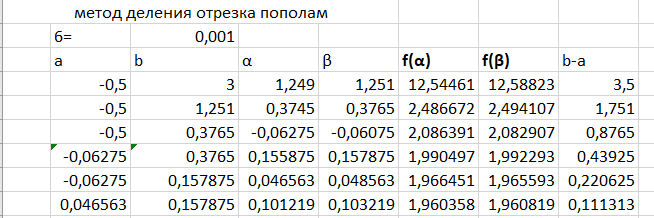 метод деления отрезка пополам
б= 0,001
a b α β f(α) f(β) b-a
-0,5 3 1,249 1,251 12,54461 12,58823 3,5
-0,5 1,251 0,3745 0,3765 2,486672 2,494107 1,751
-0,5 0,3765 -0,06275 -0,06075 2,086391 2,082907 0,8765
-0,06275 0,3765 0,155875 0,157875 1,990497 1,992293 0,43925
-0,06275 0,157875 0,046563 0,048563 1,966451 1,965593 0,220625
0,046563 0,157875 0,101219 0,103219 1,960358 1,960819 0,111313